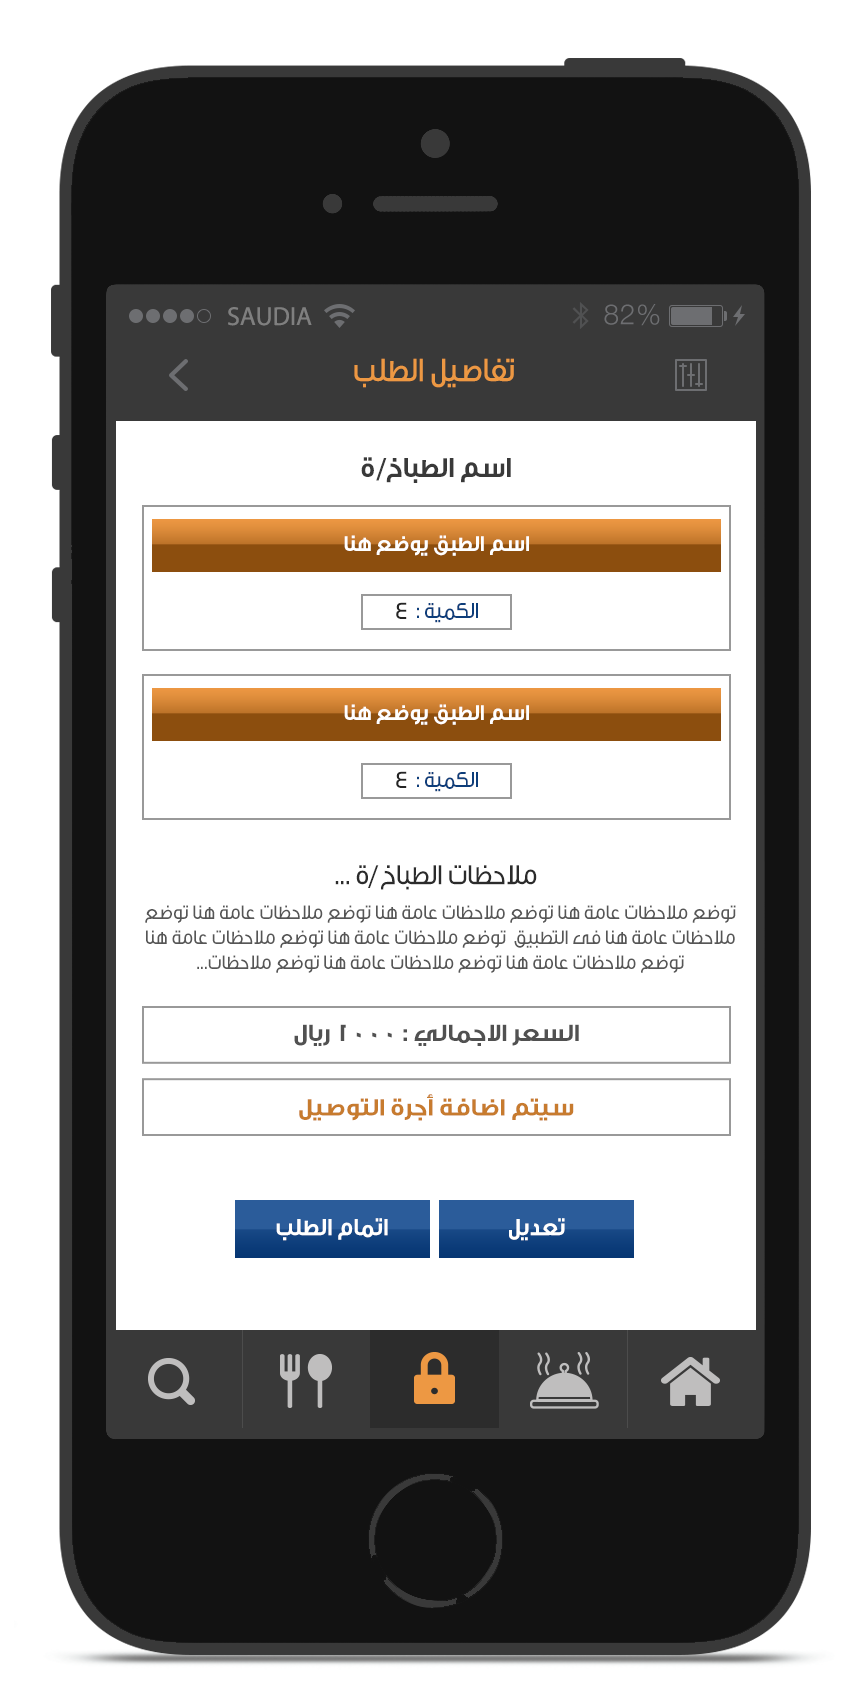 SAUDIA 82%
تفاصيل الطلب
اسم الطباخ/ة
اسم الطبق يوضع هنا
الكمية : ٤
اسم الطبق يوضع هنا
الكمية : ٤
ملاحظات الطباخ/ة ...
توضع ملاحظات عامة هنا توضع ملاحظات عامة هنا توضع ملاحظات عامة هنا توضع
ملاحظات عامة هنا فى التطبيق توضع ملاحظات عامة هنا توضع ملاحظات عامة هنا
توضع ملاحظات عامة هنا توضع ملاحظات عامة هنا توضع ملاحظات...
السعر الاجمالي : ١٠٠٠ ريال
سيتم اضافة أجرة التوصيل
تعديل
اتمام الطلب